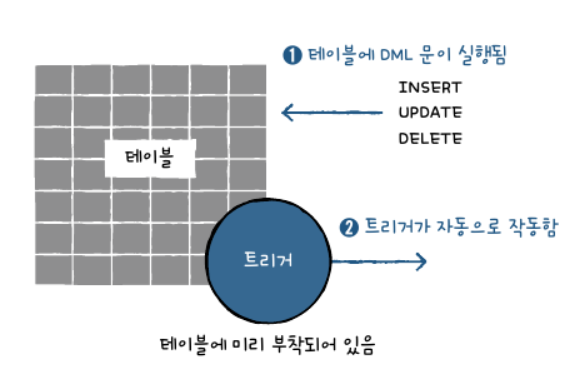 ❶ 테이블에 DML 문이 실행됨
INSERT
UPDATE
DELETE
테이블
❷ 트리거가 자동으로 작동함
트리거
테이블에 미리 부착되어 있음